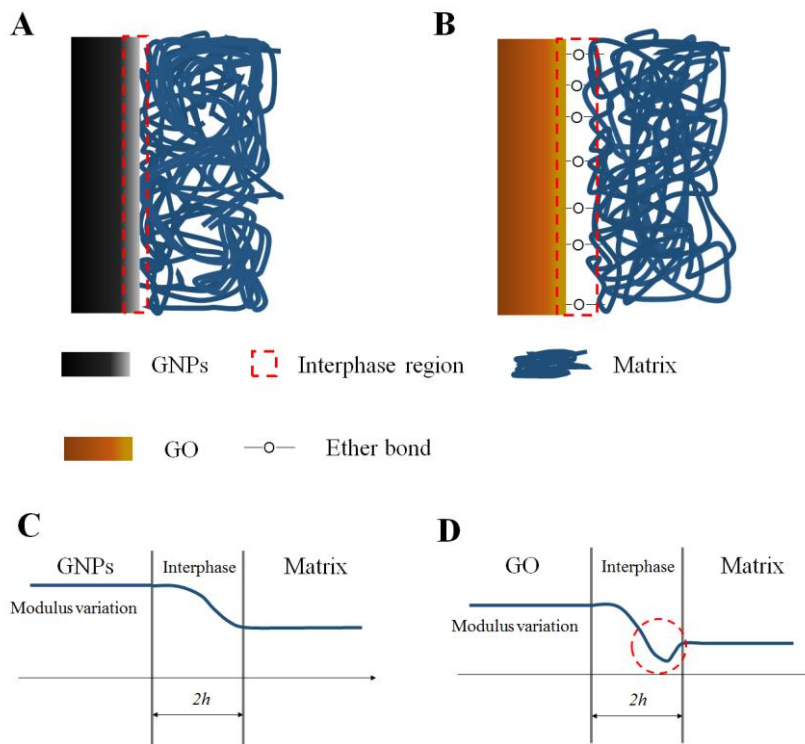 A
B
O
O
O
O
O
O
O
GNPs
Interphase region
Matrix
GO
O
Ether bond
C
GNPs
Interphase
Matrix
Modulus variation
2h
D
GO
Interphase
Matrix
Modulus variation
2h